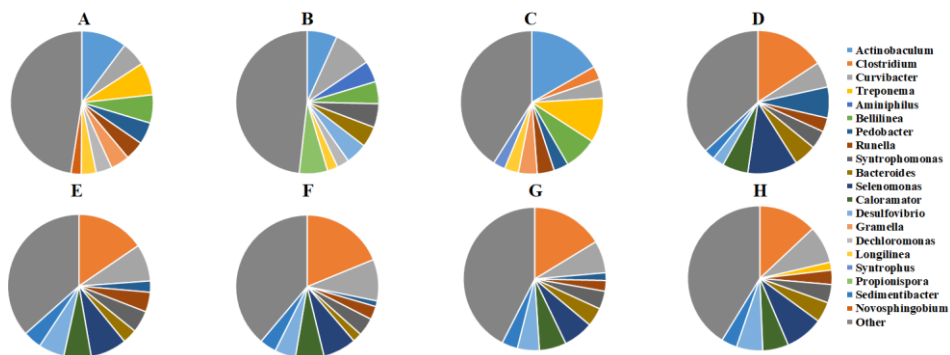 A
B
C
D
E
F
G
H
Actinobaculum
Clostridium
Curvibacter
Treponema
Aminiphilus
Bellilinea
Pedobacter
Runella
Syntrophomonas
Bacteroides
Selenomonas
Caloramator
Desulfovibrio
Gramella
Dechloromonas
Longilinea
Syntrophus
Propionispora
Sedimentibacter
Novosphingobium
Other